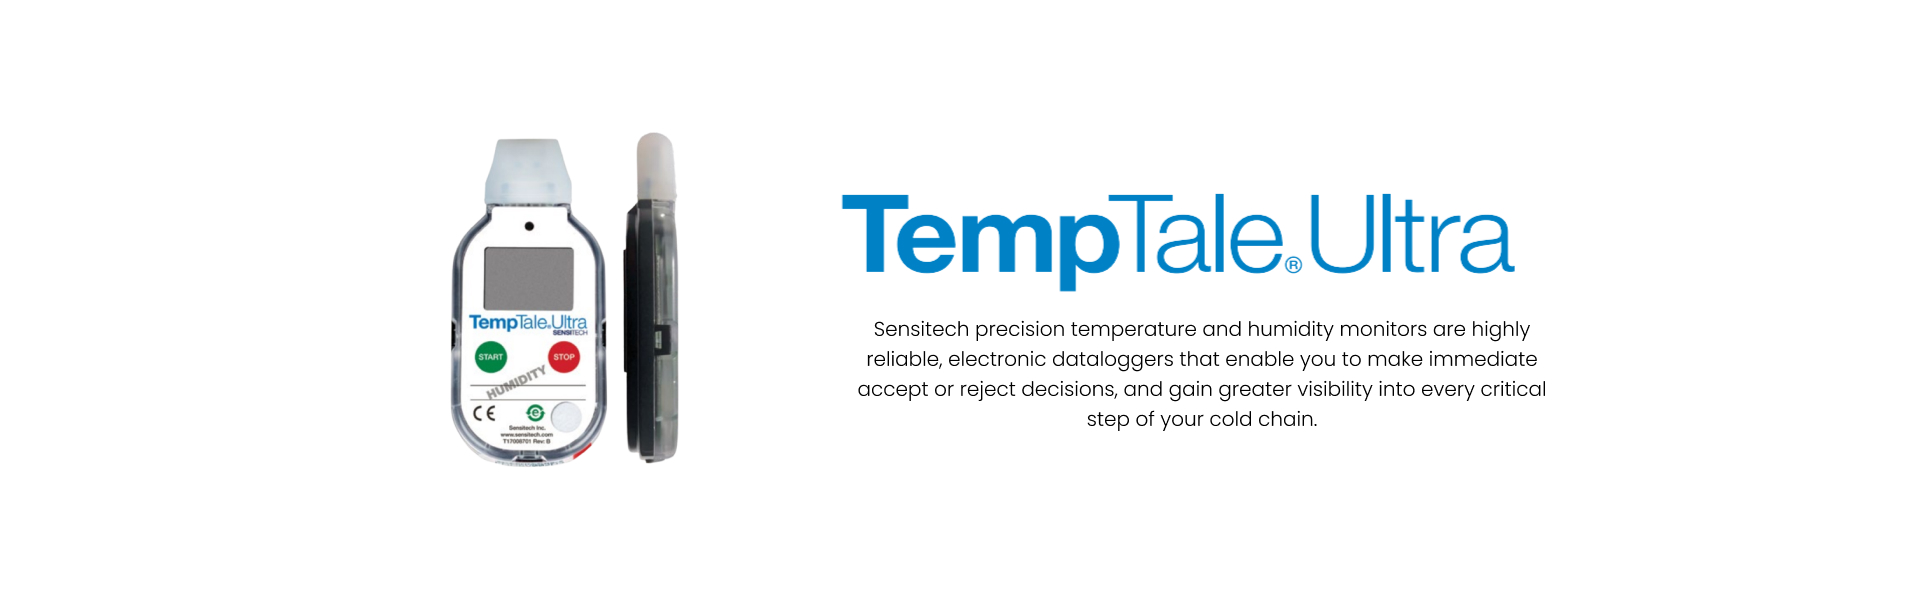 TempTale®Ultra
SENSITECH
START
STOP
HUMIDITY
CE
e
Sensitech Inc.
www.sensitech.com
T17008701 Rev: B
TempTale®Ultra
Sensitech precision temperature and humidity monitors are highly
reliable, electronic dataloggers that enable you to make immediate
accept or reject decisions, and gain greater visibility into every critical
step of your cold chain.